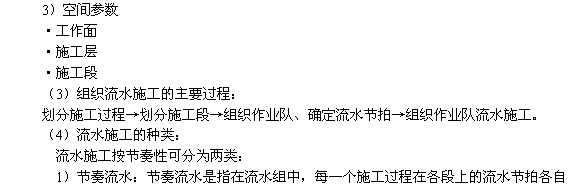 3）空间参数
·工作面
·施工层
·施工段
（3）组织流水施工的主要过程：
划分施工过程→划分施工段→组织作业队、确定流水节拍→组织作业队流水施工。
（4）流水施工的种类：
流水施工按节奏性可分为两类：
1）节奏流水：节奏流水是指在流水组中，每一个施工过程在各段上的流水节拍各自